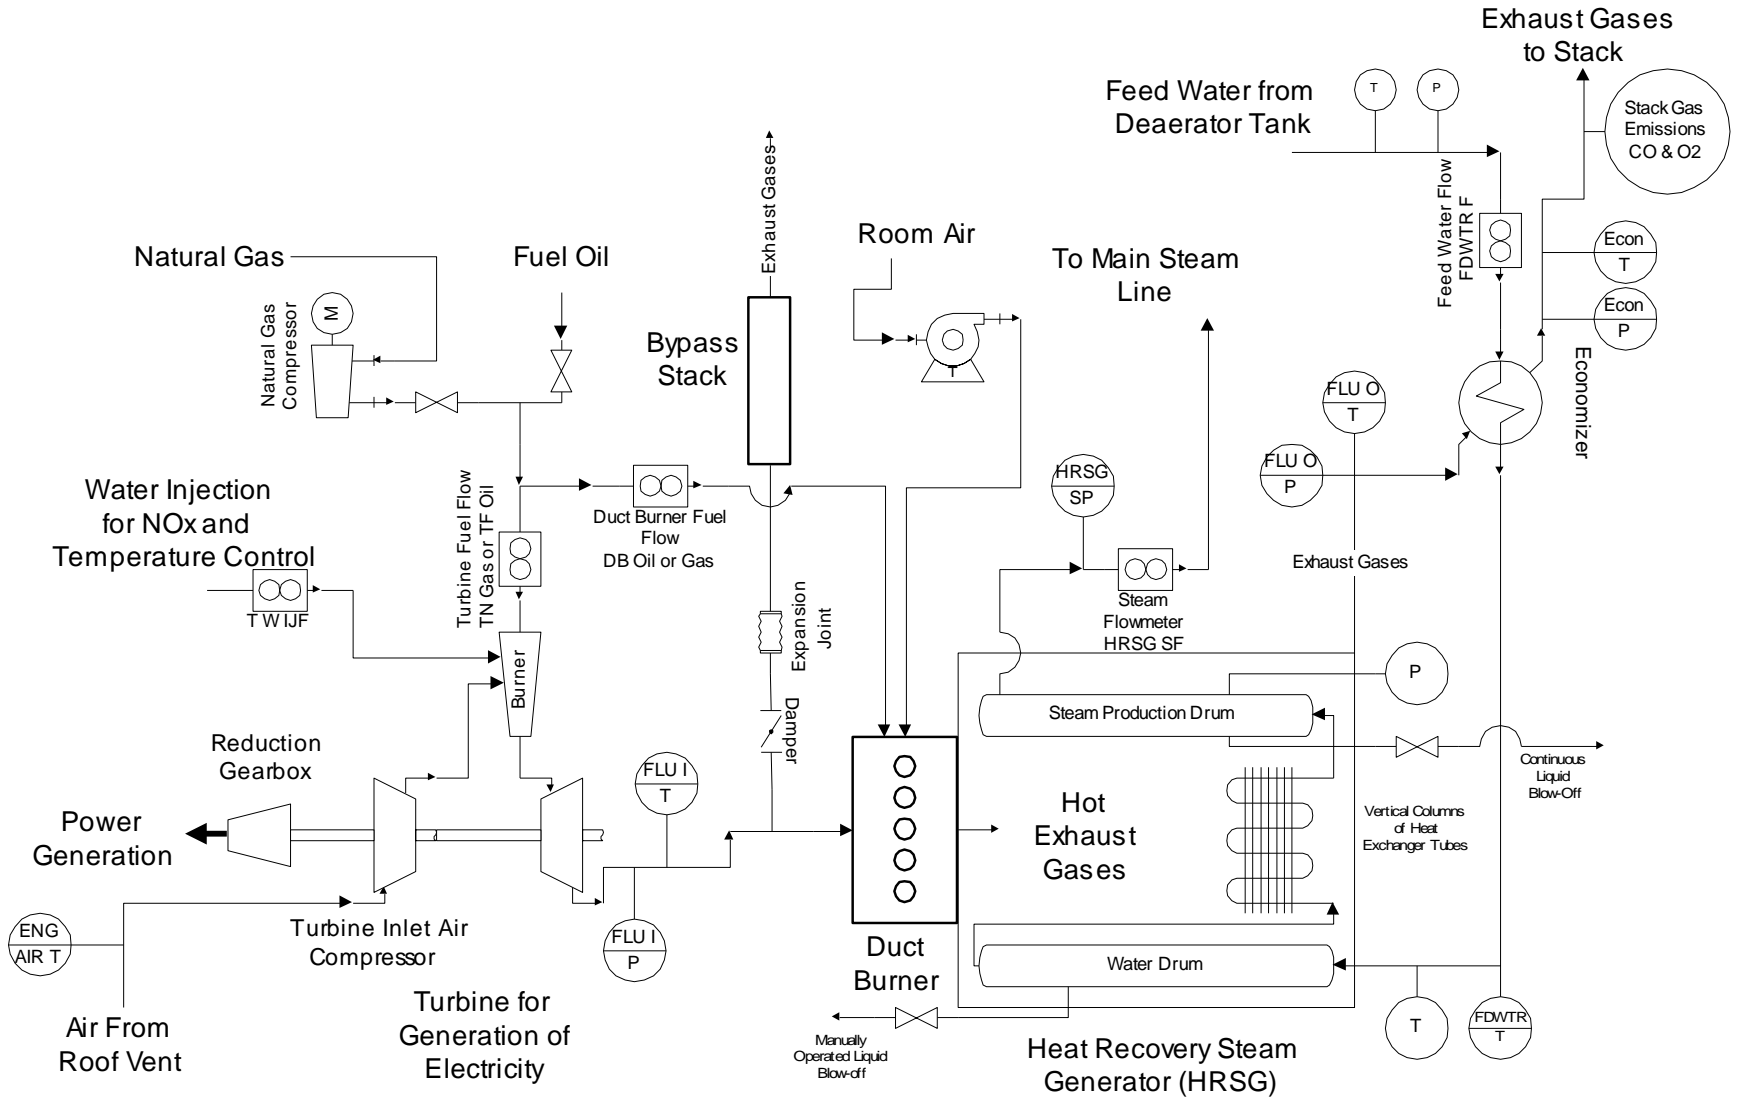 Exhaust Gases
to Stack
Feed Water from
Deaerator Tank
T
P
Stack Gas
Emissions
CO & O2
Feed Water Flow
FDWTR F
Econ
T
Econ
P
Economizer
Exhaust Gases
Bypass
Stack
Room Air
T
To Main Steam
Line
Natural Gas
Fuel Oil
M
Natural Gas
Compressor
FLU O
T
FLU O
P
HRSG
SP
Water Injection
for NOx and
Temperature Control
T W IJF
Turbine Fuel Flow
TN Gas or TF Oil
Duct Burner Fuel
Flow
DB Oil or Gas
Exhaust Gases
Steam
Flowmeter
HRSG SF
Expansion
Joint
Damper
Burner
P
Steam Production Drum
Reduction
Gearbox
FLU I
T
Continuous
Liquid
Blow-Off
Power
Generation
Hot
Exhaust
Gases
Vertical Columns
of Heat
Exchanger Tubes
ENG
AIR T
Turbine Inlet Air
Compressor
FLU I
P
Duct
Burner
Water Drum
Air From
Roof Vent
Turbine for
Generation of
Electricity
Manually
Operated Liquid
Blow-off
Heat Recovery Steam
Generator (HRSG)
T
FDWTR
T